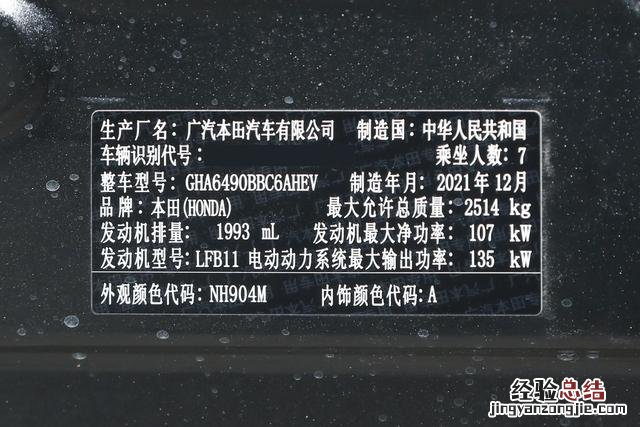 生产厂名：广汽本田汽车有限公司 制造国：中华人民共和国
车辆识别代号： 乘坐人数：7
整车型号：GHA6490BBC6AHEV 制造年月：2021年12月
品牌：本田(HONDA) 最大允许总质量：2514 kg
发动机排量： 1993 mL 发动机最大净功率：107 kW
发动机型号：LFB11 电动动力系统最大输出功率：135 kW
外观颜色代码：NH904M 内饰颜色代码：A
经验总结
jingyanzongjie.com